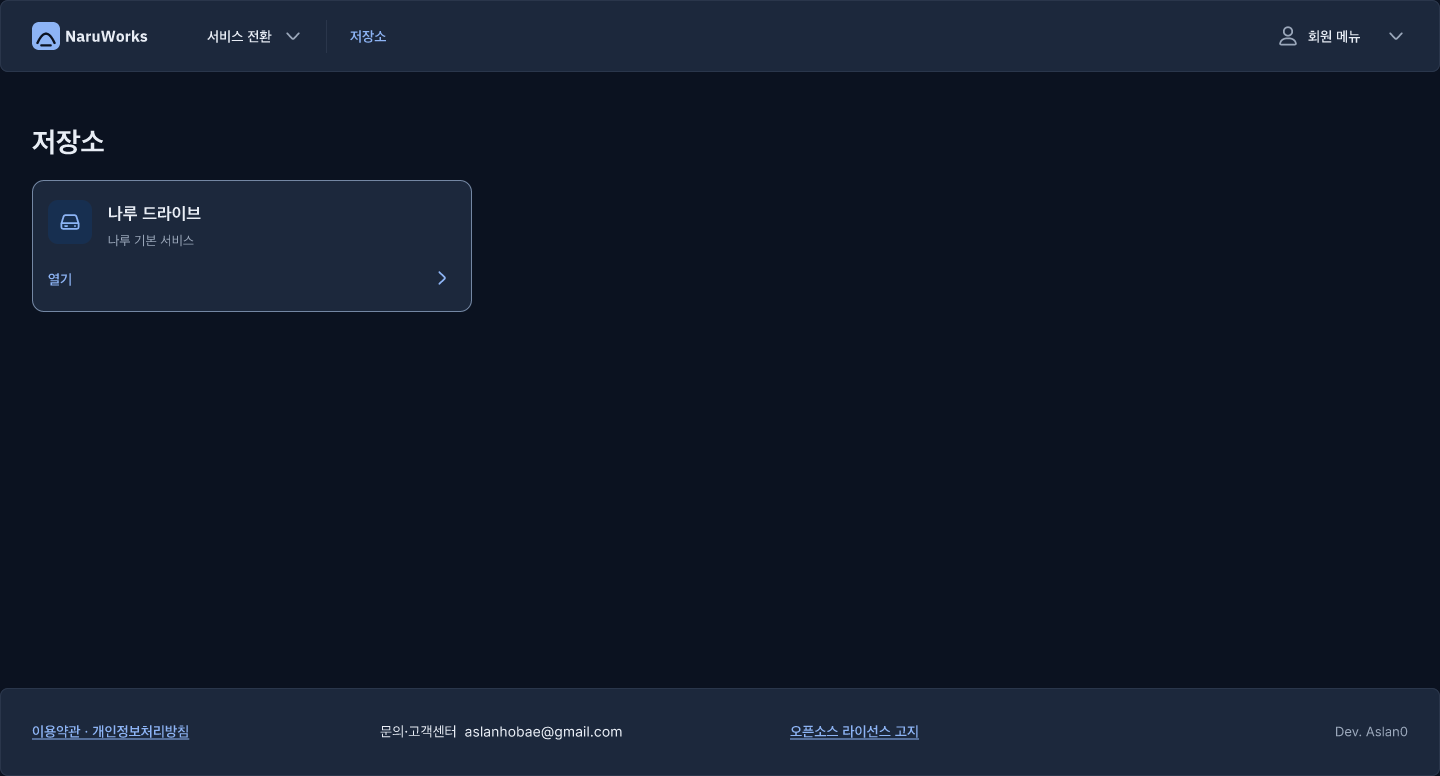 NaruWorks 서비스 전환 저장소 회원 메뉴
저장소
나루 드라이브
나루 기본 서비스
열기
이용약관 · 개인정보처리방침 문의·고객센터 aslanhobae@gmail.com 오픈소스 라이선스 고지 Dev. Aslan0